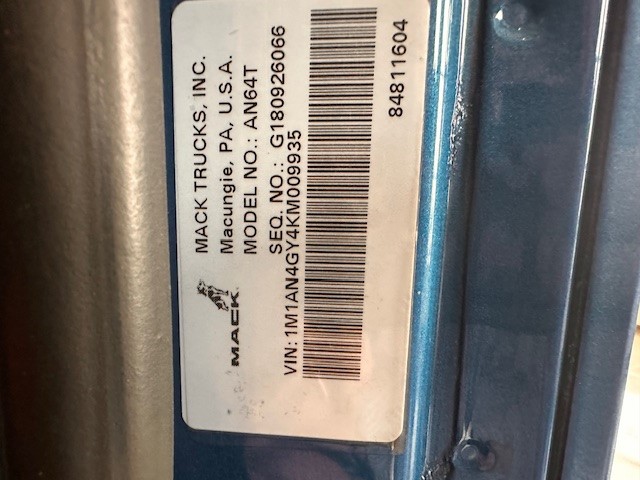 MACK TRUCKS, INC.
Macungie, PA, U.S.A.
MODEL NO.: AN64T
SEQ. NO.: G180926066
MACK
VIN: 1M1AN4GY4KM009935
84811604